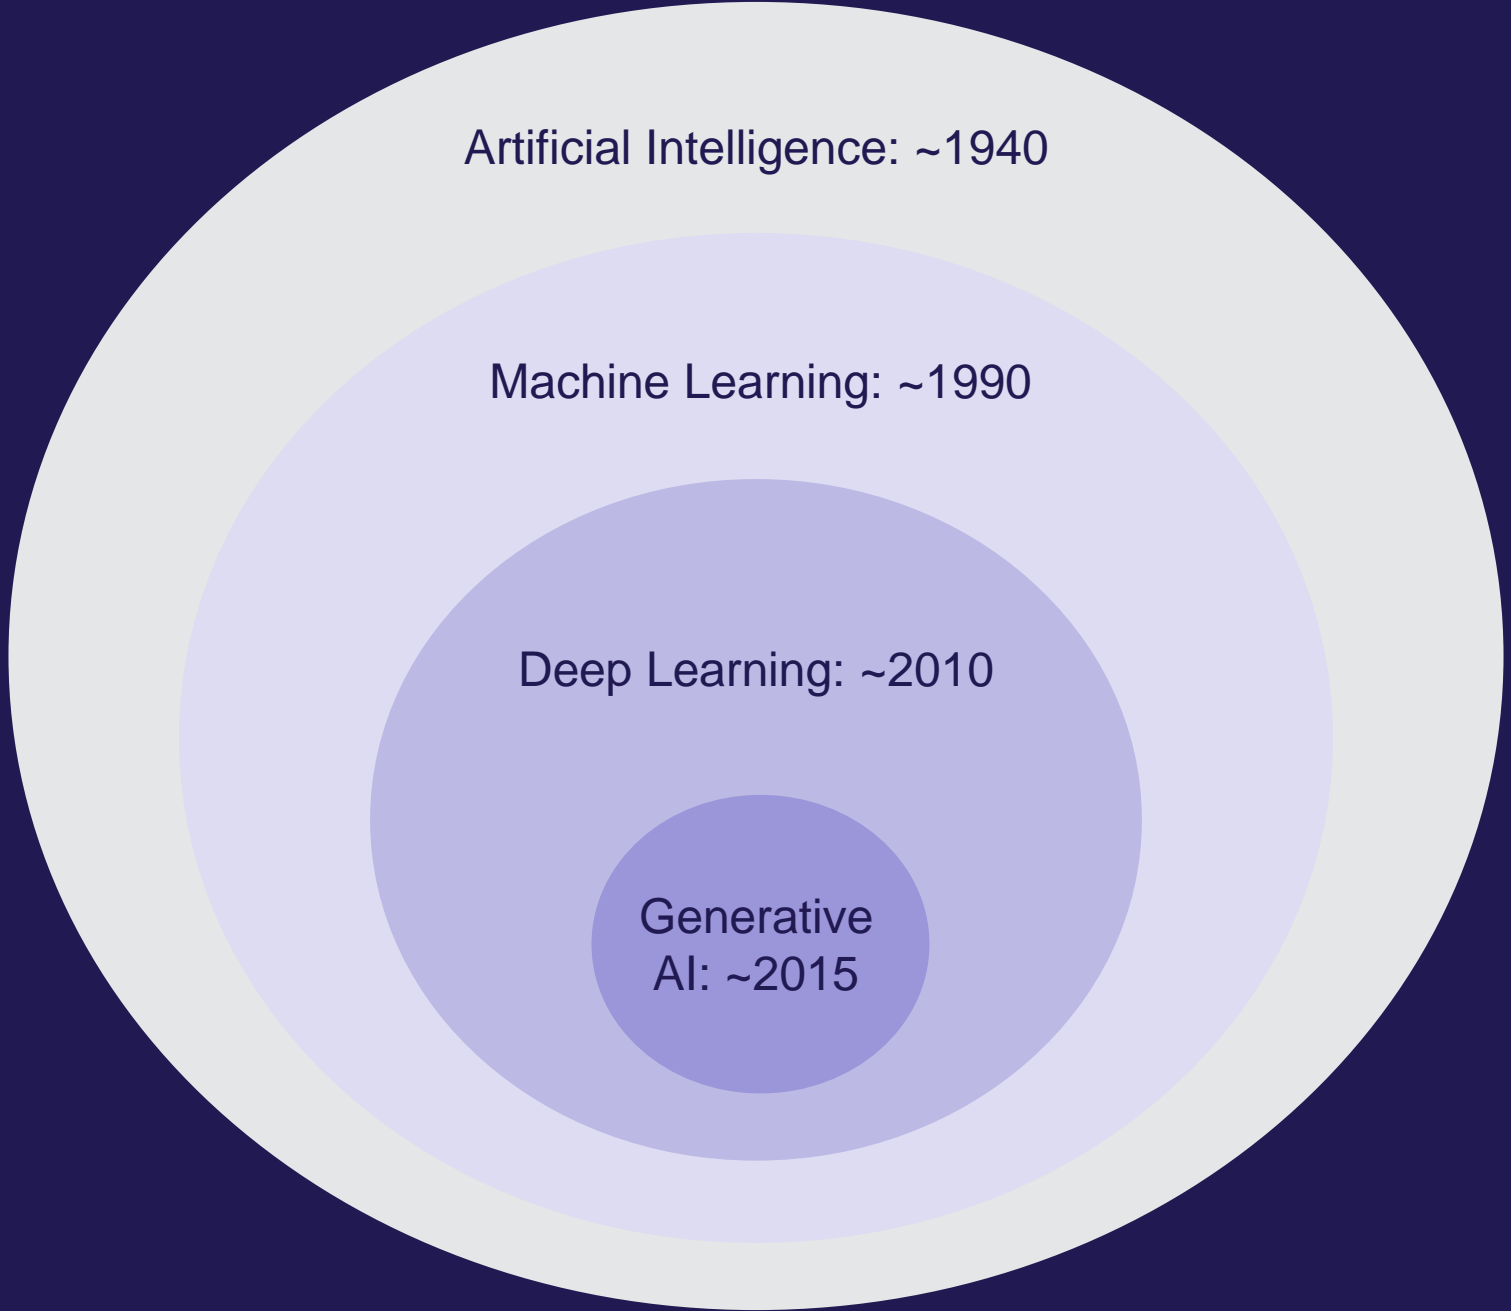 Artificial Intelligence: ~1940
Machine Learning: ~1990
Deep Learning: ~2010
Generative
AI: ~2015